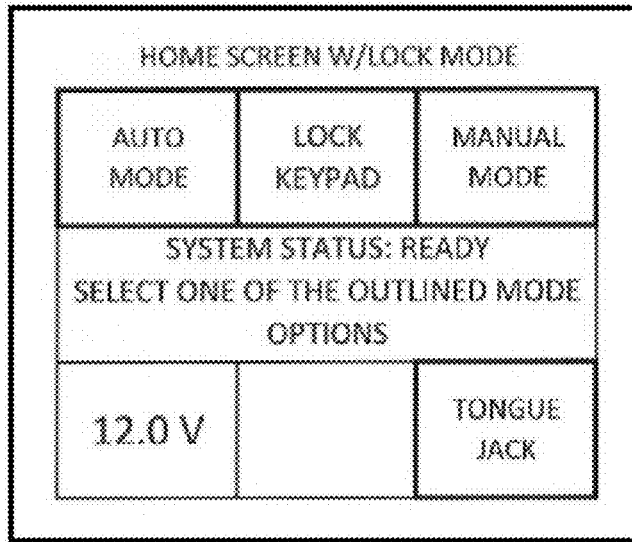 HOME SCREEN W/LOCK MODE
AUTO
MODE
LOCK
KEYPAD
MANUAL
MODE
SYSTEM STATUS: READY
SELECT ONE OF THE OUTLINED MODE
OPTIONS
12.0 V
TONGUE
JACK